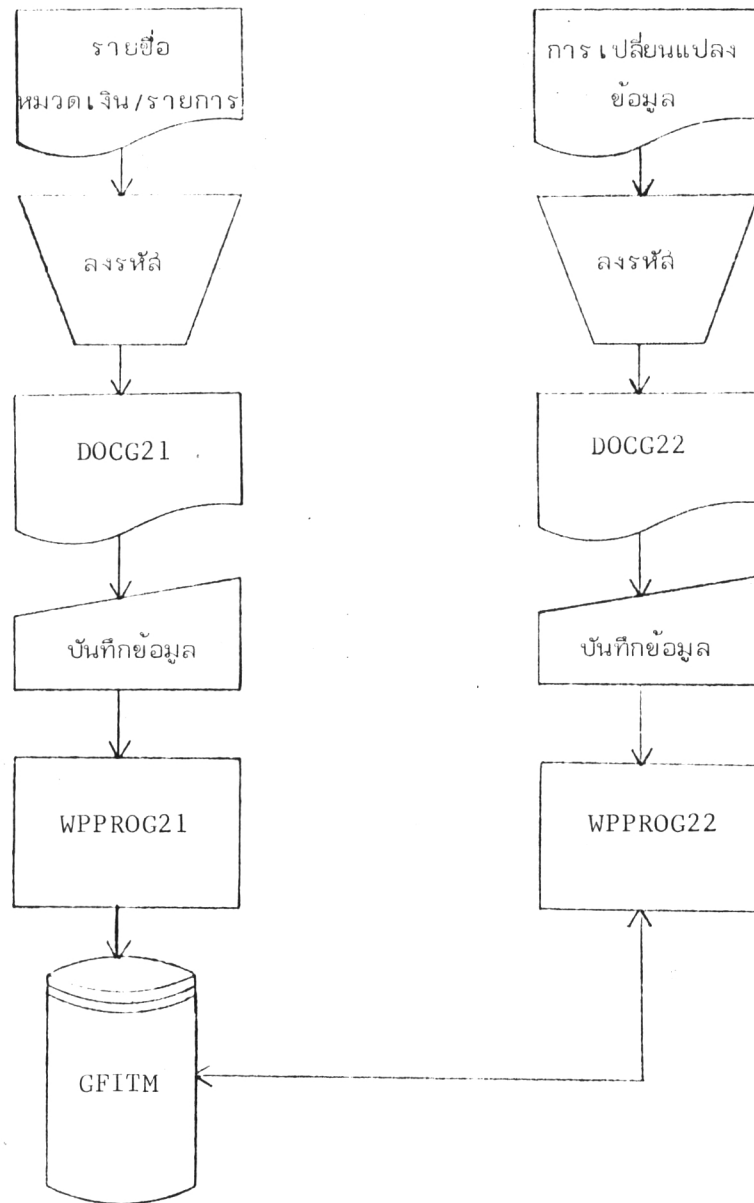 รายชื่อ
หมวดเงิน/รายการ
ลงรหัส
DOCG21
บันทึกข้อมูล
WPPROG21
GFITM
การเปลี่ยนแปลง
ข้อมูล
ลงรหัส
DOCG22
บันทึกข้อมูล
WPPROG22